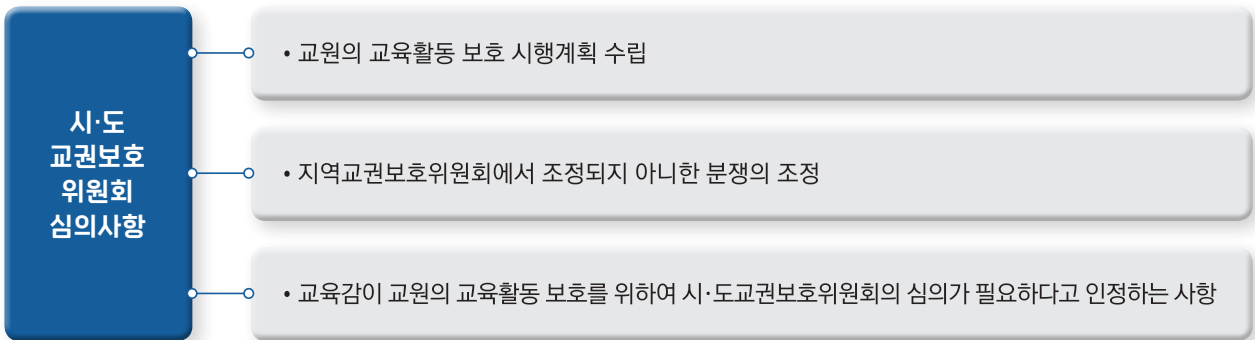 시·도
교권보호
위원회
심의사항
• 교원의 교육활동 보호 시행계획 수립
• 지역교권보호위원회에서 조정되지 아니한 분쟁의 조정
• 교육감이 교원의 교육활동 보호를 위하여 시·도교권보호위원회의 심의가 필요하다고 인정하는 사항